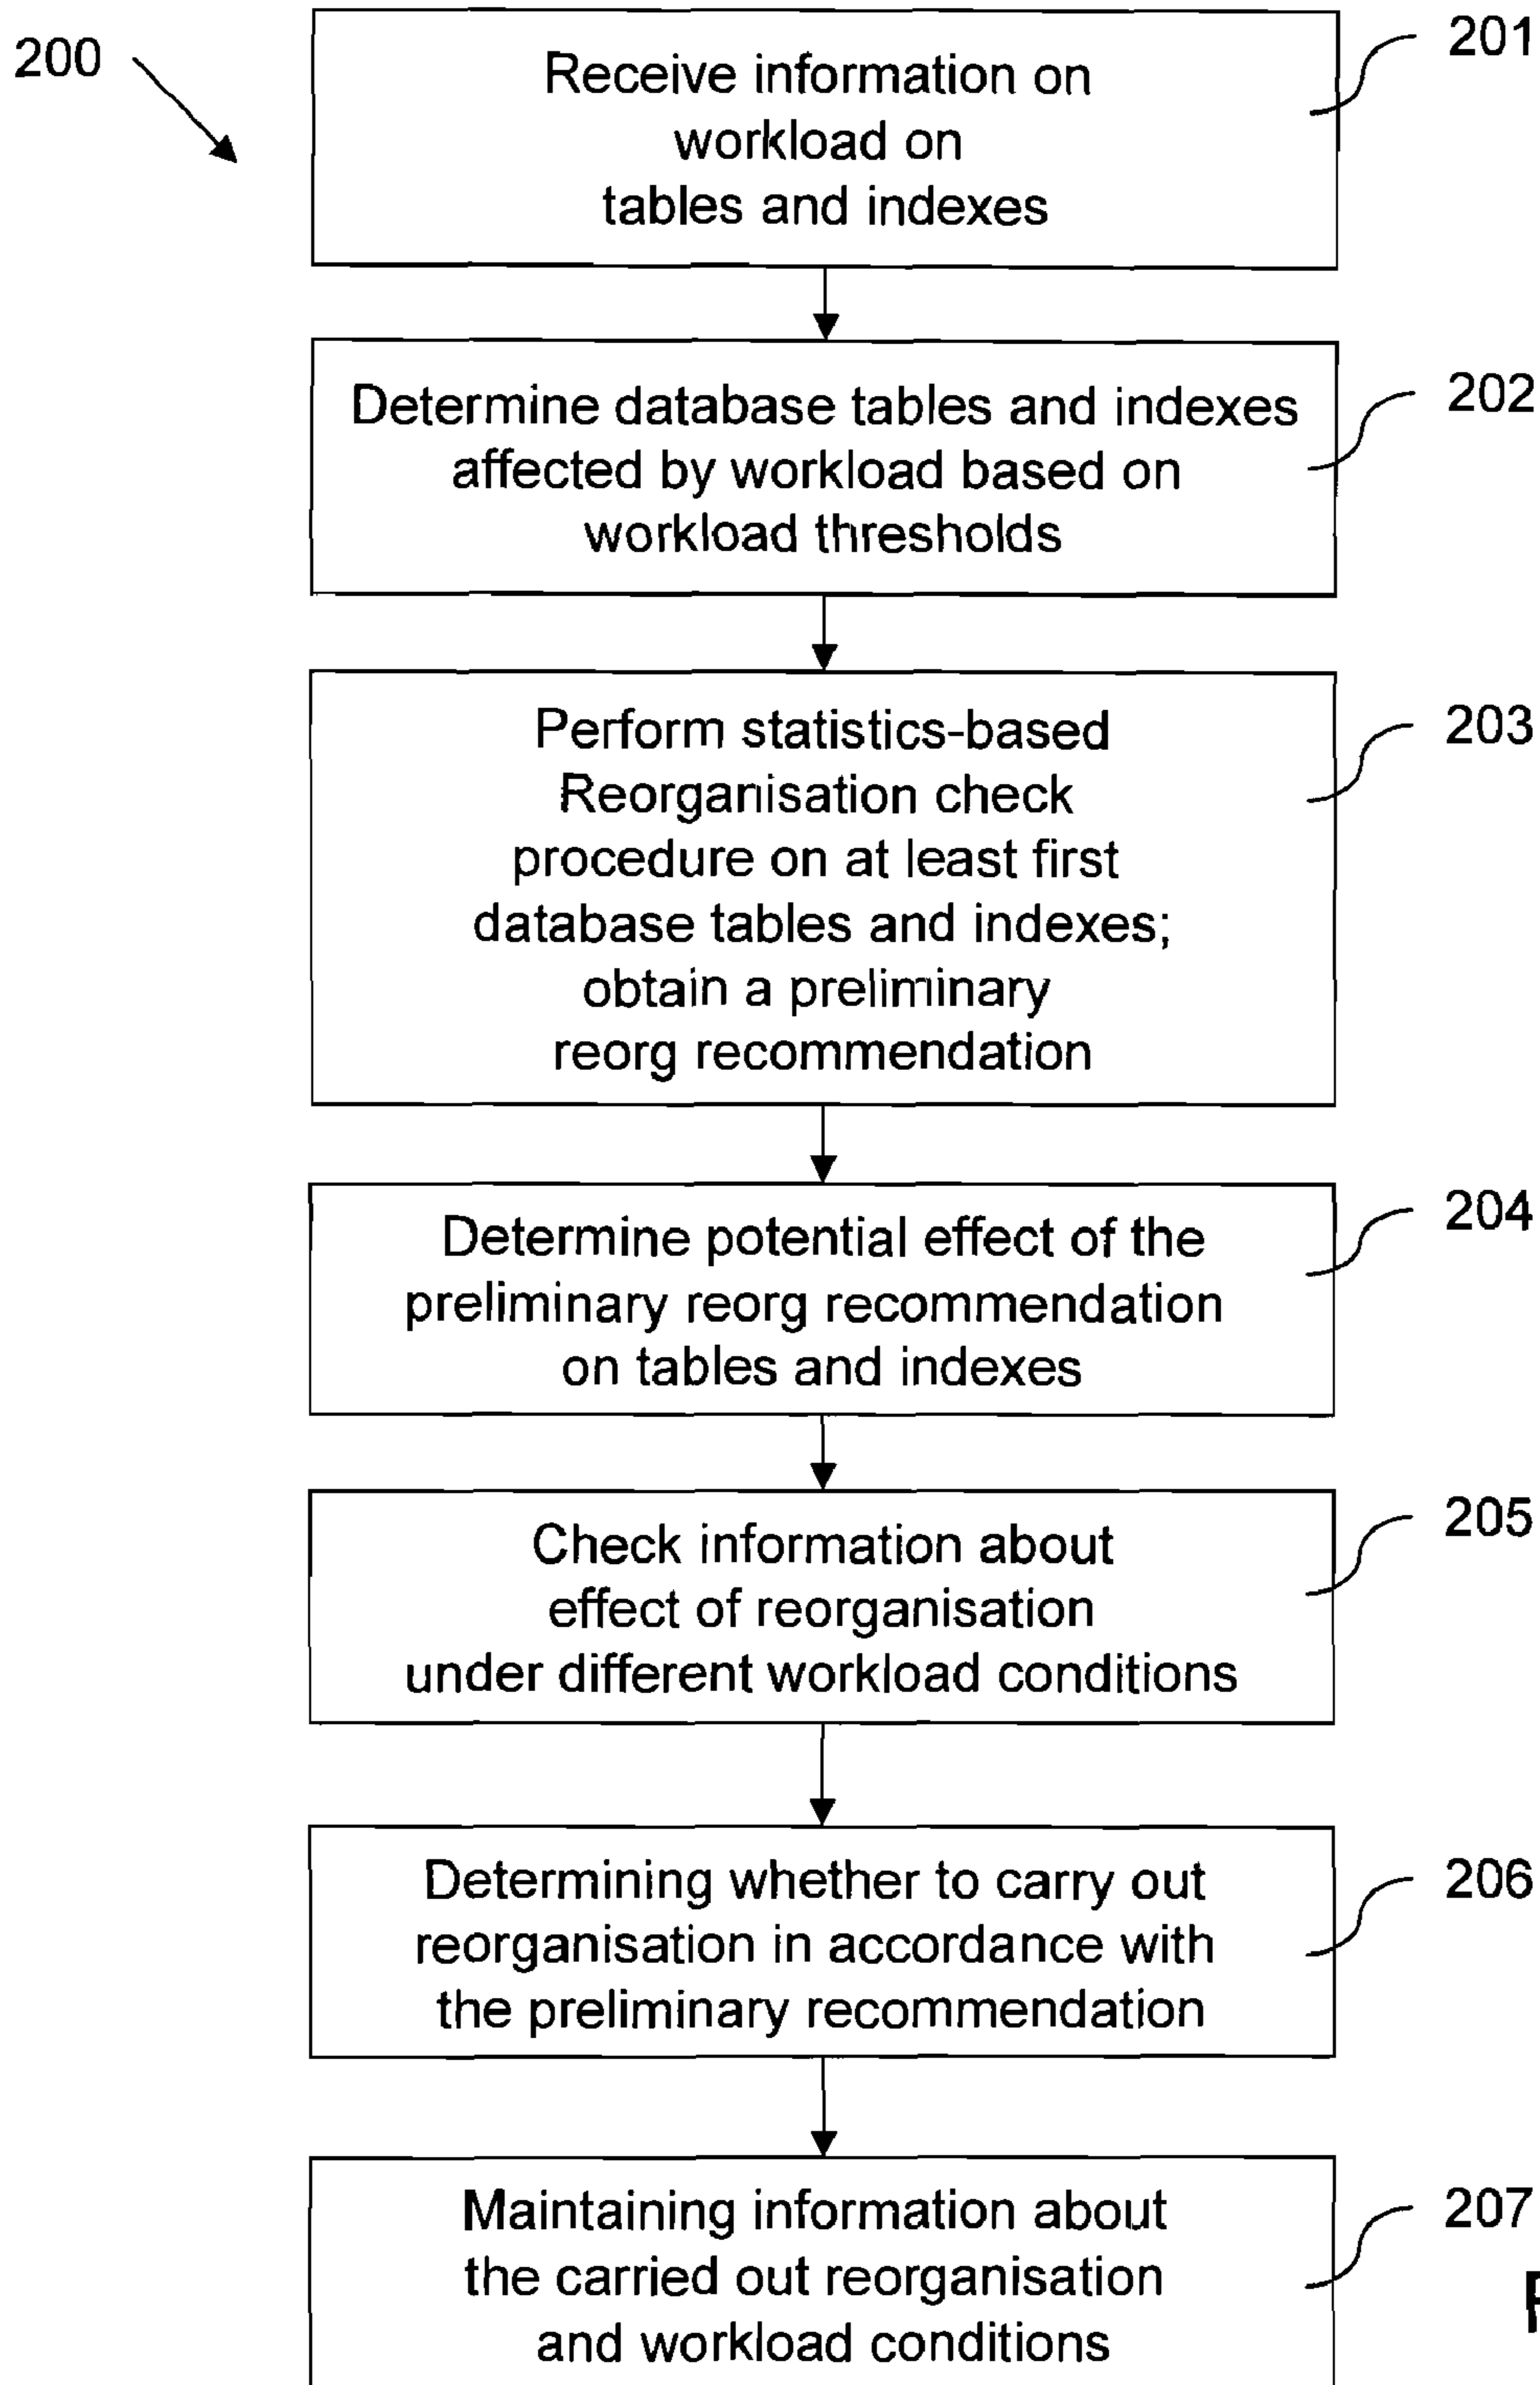 200
201
Receive information on
workload on
tables and indexes
202
Determine database tables and indexes
affected by workload based on
workload thresholds
203
Perform statistics-based
Reorganisation check
procedure on at least first
database tables and indexes;
obtain a preliminary
reorg recommendation
204
Determine potential effect of the
preliminary reorg recommendation
on tables and indexes
205
Check information about
effect of reorganisation
under different workload conditions
206
Determining whether to carry out
reorganisation in accordance with
the preliminary recommendation
207
Maintaining information about
the carried out reorganisation
and workload conditions